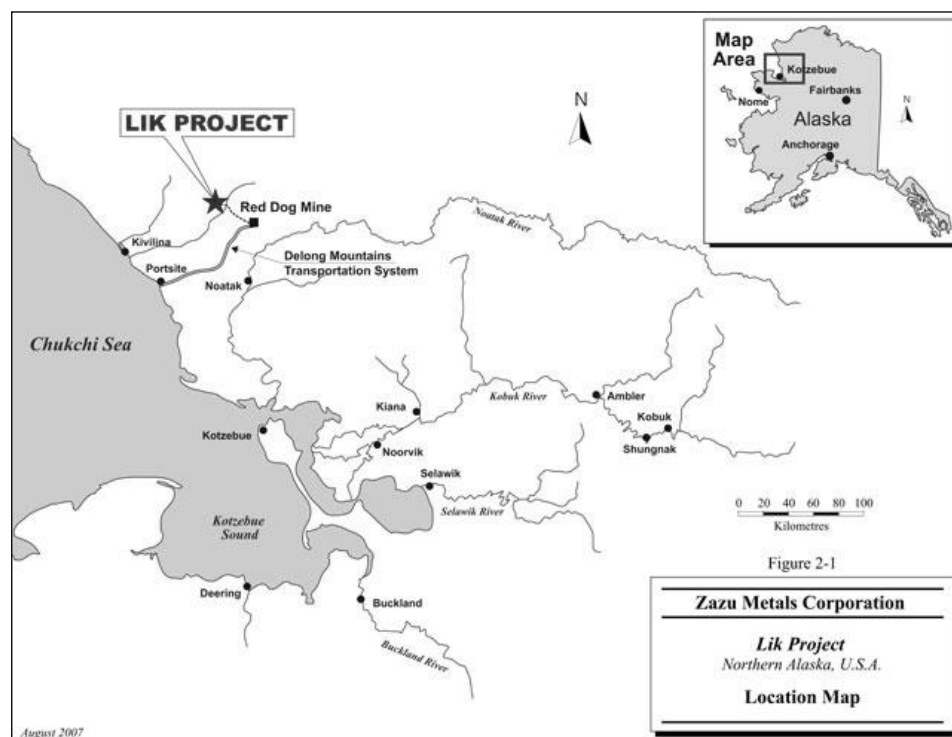 Map
Area
Kotzebue
Fairbanks
Nome
N
Alaska
Anchorage
N
LIK PROJECT
Red Dog Mine
Noatak River
Kivilina
Delong Mountains
Transportation System
Portsite
Noatak
Chukchi Sea
Kobuk River
Ambler
Kiana
Kobuk
Kotzebue
Noorvik
Shungnak
Selawik
Selawik River
0 20 40 60 80 100
Kilometres
Kotzebue
Sound
Figure 2-1
Deering
Buckland
Buckland River
Zazu Metals Corporation
Lik Project
Northern Alaska, U.S.A.
Location Map
August 2007